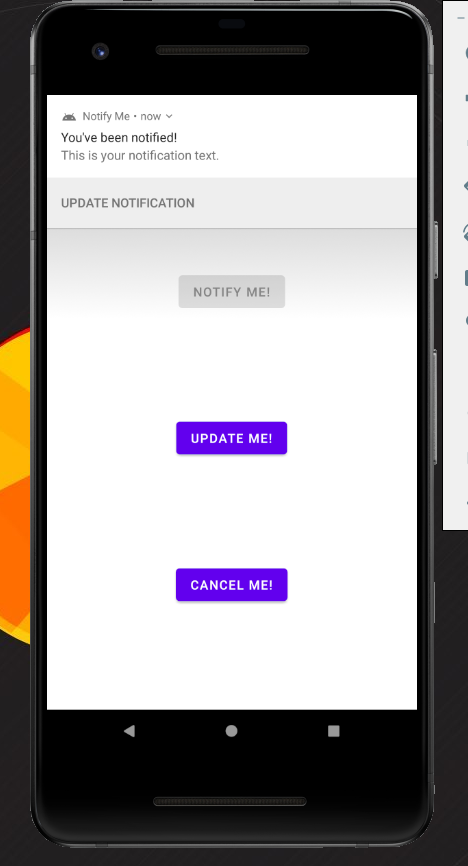 Notify Me • now
You've been notified!
This is your notification text.
UPDATE NOTIFICATION
NOTIFY ME!
UPDATE ME!
CANCEL ME!